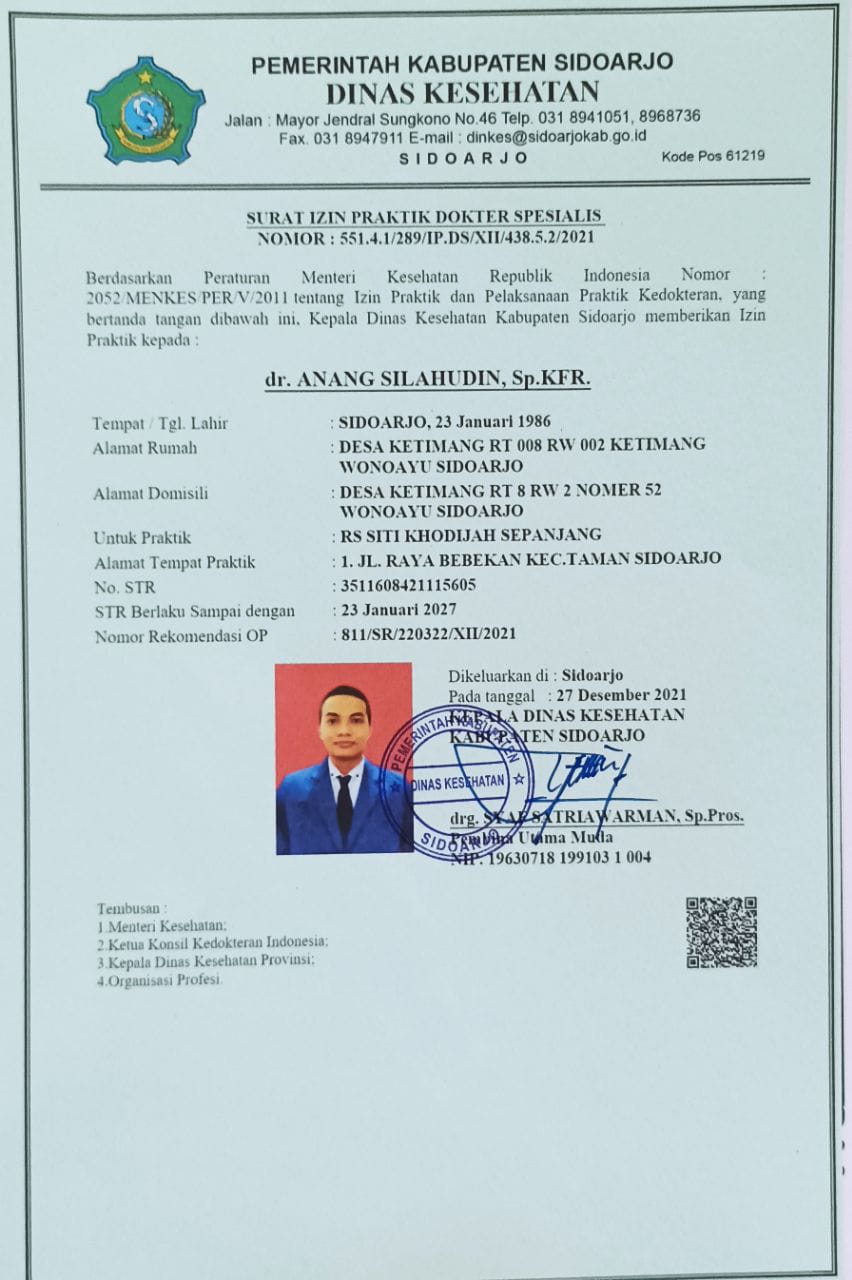 PEMERINTAH KABUPATEN SIDOARJO
DINAS KESEHATAN
Jalan : Mayor Jendral Sungkono No.46 Telp. 031 8941051, 8968736
Fax. 031 8947911 E-mail : dinkes@sidoarjokab.go.id
SIDOARJO Kode Pos 61219
SURAT IZIN PRAKTIK DOKTER SPESIALIS
NOMOR : 551.4.1/289/IP.DS/XII/438.5.2/2021
Berdasarkan Peraturan Menteri Kesehatan Republik Indonesia Nomor :
2052/MENKES/PER/V/2011 tentang Izin Praktik dan Pelaksanaan Praktik Kedokteran, yang
bertanda tangan dibawah ini, Kepala Dinas Kesehatan Kabupaten Sidoarjo memberikan Izin
Praktik kepada :
dr. ANANG SILAHUDIN, Sp.KFR.
Tempat / Tgl. Lahir : SIDOARJO, 23 Januari 1986
Alamat Rumah : DESA KETIMANG RT 008 RW 002 KETIMANG
WONOAYU SIDOARJO
Alamat Domisili : DESA KETIMANG RT 8 RW 2 NOMER 52
WONOAYU SIDOARJO
Untuk Praktik : RS SITI KHODIJAH SEPANJANG
Alamat Tempat Praktik : 1. JL. RAYA BEBEKAN KEC.TAMAN SIDOARJO
No. STR : 3511608421115605
STR Berlaku Sampai dengan : 23 Januari 2027
Nomor Rekomendasi OP : 811/SR/220322/XII/2021
Dikeluarkan di : Sidoarjo
Pada tanggal : 27 Desember 2021
KEPALA DINAS KESEHATAN
KABUPATEN SIDOARJO
PEMERINTAH KABUPATEN
DINAS KESEHATAN
SIDOARJO
drg. SYAF SATRIAWARMAN, Sp.Pros.
Pembina Utama Muda
NIP. 19630718 199103 1 004
Tembusan :
1.Menteri Kesehatan;
2.Ketua Konsil Kedokteran Indonesia;
3.Kepala Dinas Kesehatan Provinsi;
4.Organisasi Profesi.